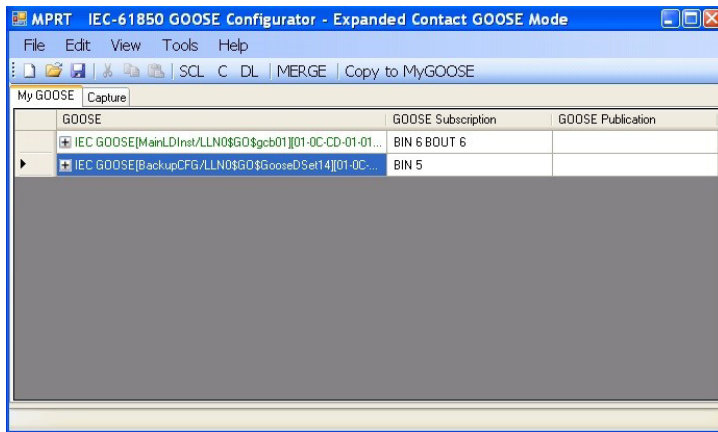 MPRT IEC-61850 GOOSE Configurator - Expanded Contact GOOSE Mode
File Edit View Tools Help
SCL C DL MERGE Copy to MyGOOSE
My GOOSE Capture
GOOSE GOOSE Subscription GOOSE Publication
IEC GOOSE[MainLDInst/LLN0$GO$gcb01][01-0C-CD-01-01... BIN 6 BOUT 6
IEC GOOSE[BackupCFG/LLN0$GO$GooseDSet14][01-0C-... BIN 5